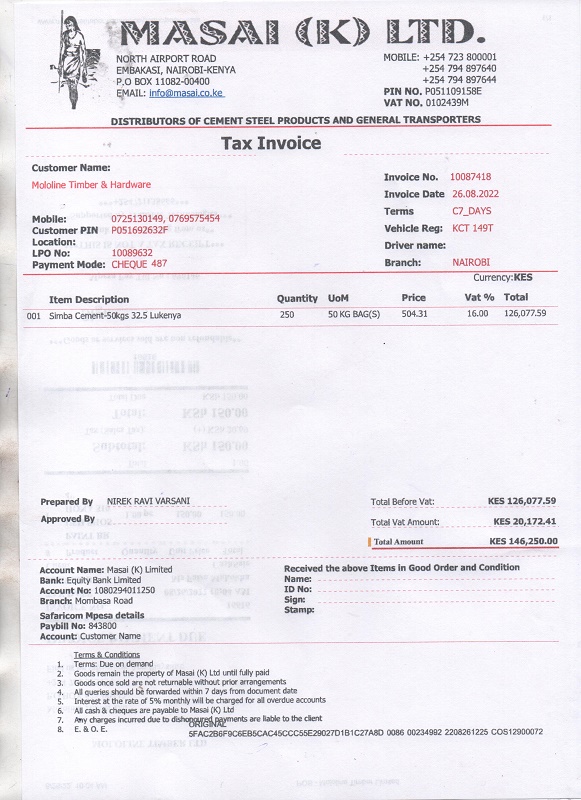 MASAI (K) LTD.
NORTH AIRPORT ROAD
EMBAKASI, NAIROBI-KENYA
P.O BOX 11082-00400
EMAIL: info@masai.co.ke
MOBILE: +254 723 800001
+254 794 897640
+254 794 897644
PIN NO. P051109158E
VAT NO. 0102439M
DISTRIBUTORS OF CEMENT STEEL PRODUCTS AND GENERAL TRANSPORTERS
Tax Invoice
Customer Name:
Mololine Timber & Hardware
Mobile: 0725130149, 0769575454
Customer PIN P051692632F
Location:
LPO No: 10089632
Payment Mode: CHEQUE 487
Invoice No. 10087418
Invoice Date 26.08.2022
Terms C7_DAYS
Vehicle Reg: KCT 149T
Driver name:
Branch: NAIROBI
Currency:KES
Item Description Quantity UoM Price Vat % Total
001 Simba Cement-50kgs 32.5 Lukenya 250 50 KG BAG(S) 504.31 16.00 126,077.59
Prepared By NIREK RAVI VARSANI
Approved By
Total Before Vat: KES 126,077.59
Total Vat Amount: KES 20,172.41
Total Amount KES 146,250.00
Account Name: Masai (K) Limited
Bank: Equity Bank Limited
Account No: 1080294011250
Branch: Mombasa Road
Safaricom Mpesa details
Paybill No: 843800
Account: Customer Name
Received the above Items in Good Order and Condition
Name:
ID No:
Sign:
Stamp:
Terms & Conditions
1. Terms: Due on demand
2. Goods remain the property of Masai (K) Ltd until fully paid
3. Goods once sold are not returnable without prior arrangements
4. All queries should be forwarded within 7 days from document date
5. Interest at the rate of 5% monthly will be charged for all overdue accounts
6. All cash & cheques are payable to Masai (K) Ltd
7. Any charges incurred due to dishonoured payments are liable to the client
8. E. & O. E.
ORIGINAL
5FAC2B6F9C6EB5CAC45CCC55E29027D1B1C27A8D 0086 00234992 2208261225 COS12900072